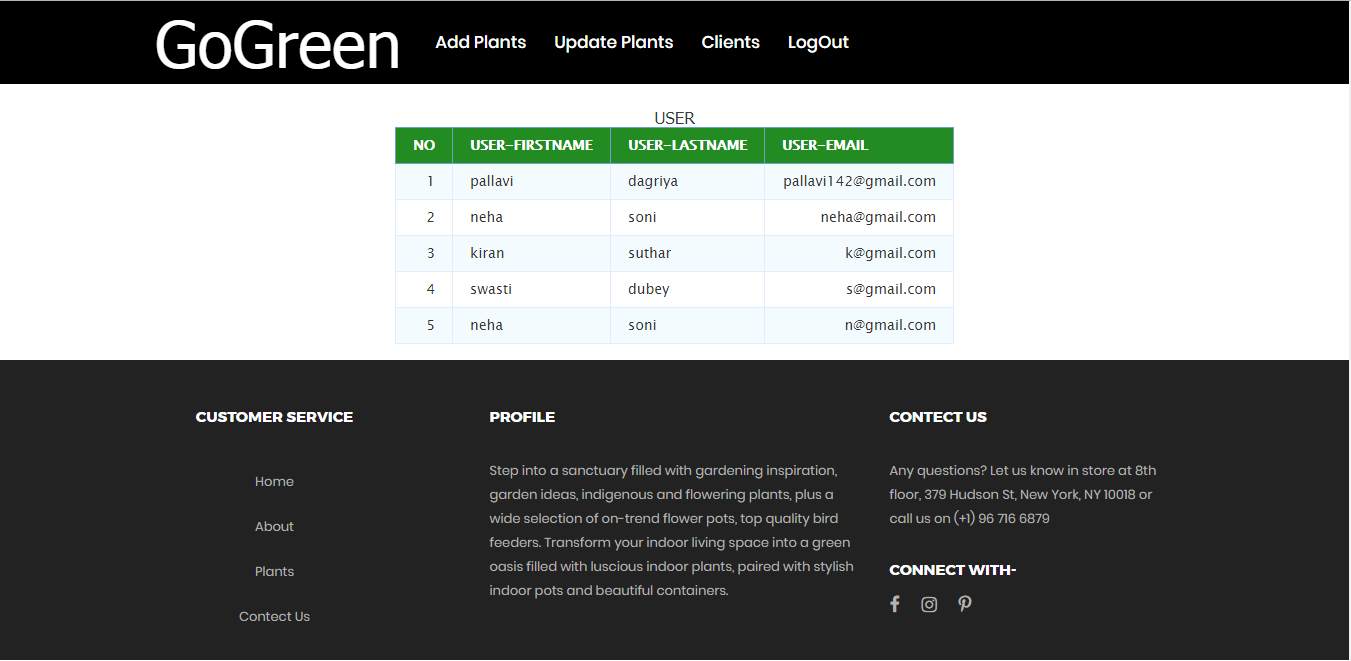 GoGreen Add Plants Update Plants Clients LogOut
USER
NO USER-FIRSTNAME USER-LASTNAME USER-EMAIL
1 pallavi dagriya pallavi142@gmail.com
2 neha soni neha@gmail.com
3 kiran suthar k@gmail.com
4 swasti dubey s@gmail.com
5 neha soni n@gmail.com
CUSTOMER SERVICE
Home
About
Plants
Contect Us
PROFILE
Step into a sanctuary filled with gardening inspiration,
garden ideas, indigenous and flowering plants, plus a
wide selection of on-trend flower pots, top quality bird
feeders. Transform your indoor living space into a green
oasis filled with luscious indoor plants, paired with stylish
indoor pots and beautiful containers.
CONTECT US
Any questions? Let us know in store at 8th
floor, 379 Hudson St, New York, NY 10018 or
call us on (+1) 96 716 6879
CONNECT WITH-